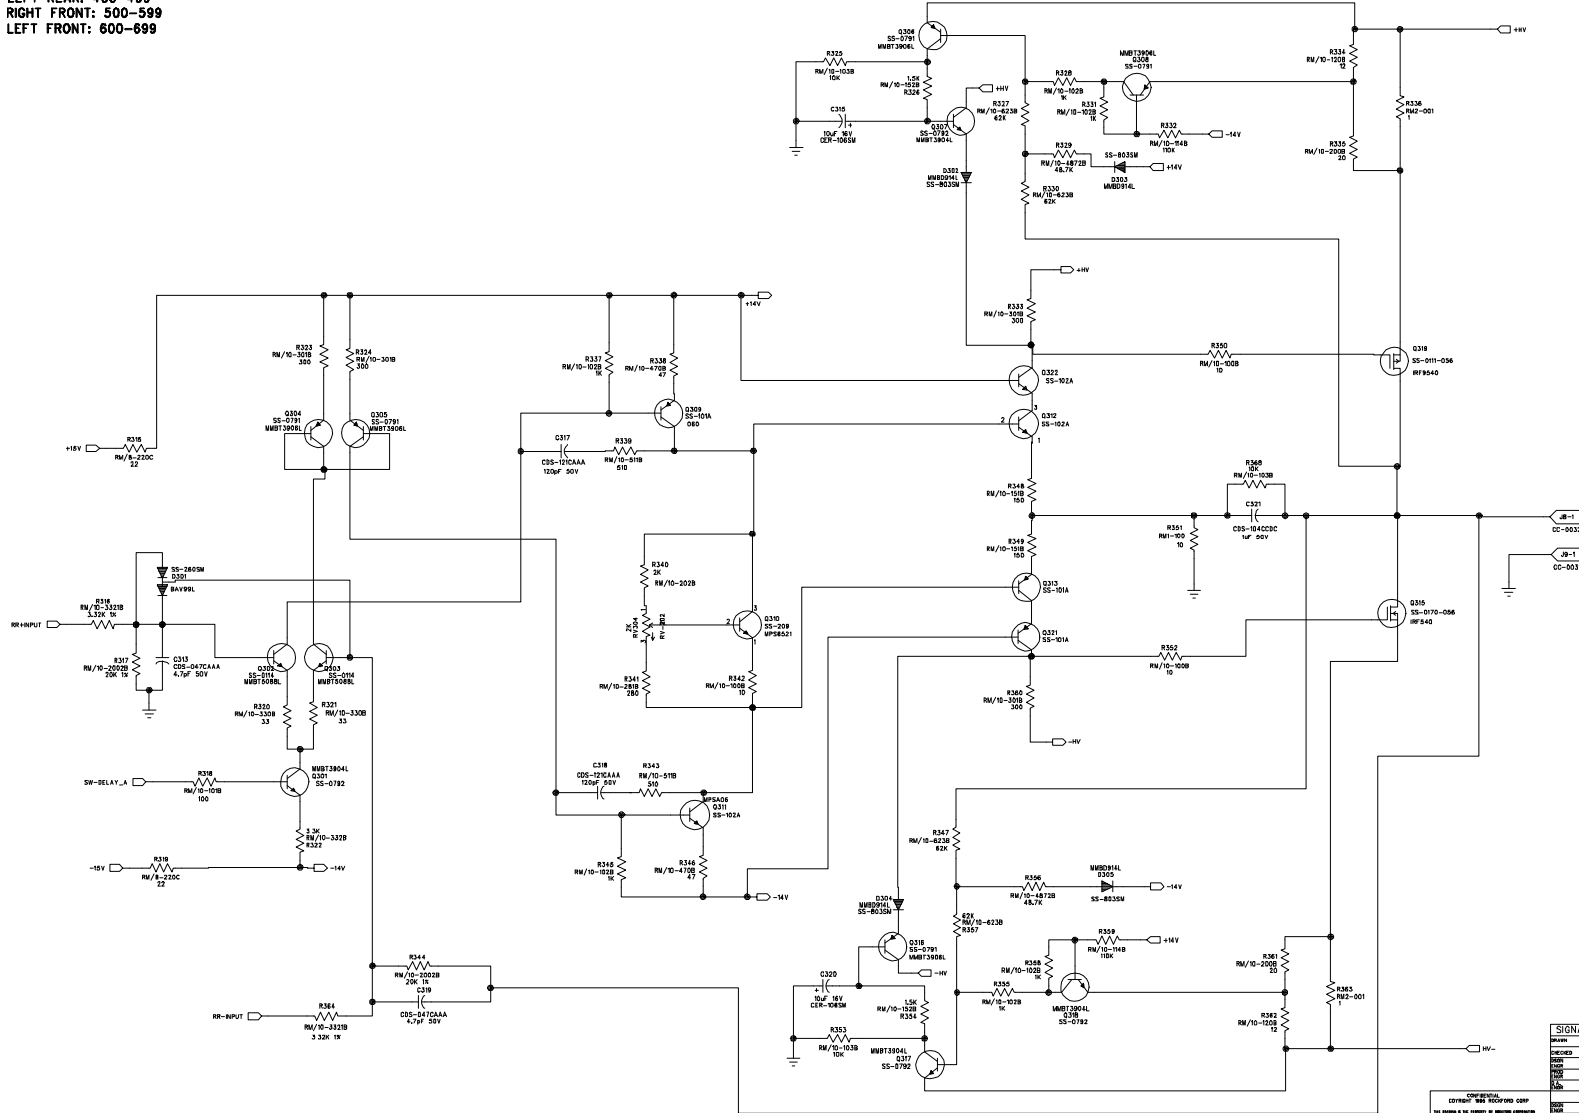 RIGHT FRONT: 500-599
LEFT FRONT: 600-699
Q306
SS-0791
MMBT3906L
+HV
R325
RM/10-103B
10K
1.5K
RM/10-152B
R326
C315
10uF 16V
CER-106SM
+HV
Q307
SS-0792
MMBT3904L
R327
RM/10-623B
62K
R328
RM/10-102B
1K
MMBT3906L
Q308
SS-0791
R331
RM/10-102B
1K
R332
RM/10-114B
110K
-14V
R334
RM/10-120B
12
R336
RM2-001
1
R335
RM/10-200B
20
R329
RM/10-4872B
48.7K
SS-803SM
D303
MMBD914L
+14V
D302
MMBD914L
SS-803SM
R330
RM/10-623B
62K
+HV
R333
RM/10-301B
300
+14V
R323
RM/10-301B
300
R324
RM/10-301B
300
R337
RM/10-102B
1K
R338
RM/10-470B
47
R350
RM/10-100B
10
Q319
SS-0111-056
IRF9540
Q322
SS-102A
Q304
SS-0791
MMBT3906L
Q305
SS-0791
MMBT3906L
Q309
SS-101A
Q312
SS-102A
3
2
1
+15V
R315
RM/8-220C
22
C317
CDS-121CAAA
120pF 50V
R339
RM/10-511B
510
R348
RM/10-151B
150
R368
10K
RM/10-103B
C321
CDS-104CCDC
R351
RM1-100
10
J8-1
J9-1
R349
RM/10-151B
150
R340
2K
RM/10-202B
2K
RV304
RV-202
1
3
Q310
SS-209
MPS6521
3
2
1
Q313
SS-101A
Q321
SS-101A
Q315
SS-0170-056
IRF540
SS-260SM
D301
BAV99L
R316
RM/10-3321B
3.32K 1%
RR+INPUT
R317
RM/10-2002B
20K 1%
C313
CDS-047CAAA
4.7pF 50V
Q302
SS-0114
MMBT5088L
Q303
SS-0114
MMBT5088L
R341
RM/10-281B
280
R342
RM/10-100B
10
R352
RM/10-100B
10
R320
RM/10-330B
33
R321
RM/10-330B
33
R360
RM/10-301B
300
-HV
SW-DELAY_A
R318
RM/10-101B
100
MMBT3904L
Q301
SS-0792
C318
CDS-121CAAA
R343
RM/10-511B
510
MPSA06
Q311
SS-102A
3.3K
RM/10-332B
R322
-15V
R319
RM/8-220C
22
-14V
R345
RM/10-102B
1K
R346
RM/10-470B
47
-14V
R347
RM/10-623B
62K
R356
RM/10-4872B
48.7K
MMBD914L
D305
SS-803SM
-14V
D304
MMBD914L
SS-803SM
62K
RM/10-623B
R357
Q316
SS-0791
MMBT3906L
-HV
R359
RM/10-114B
110K
+14V
R358
RM/10-102B
1K
R361
RM/10-200B
20
R344
RM/10-2002B
20K 1%
C319
CDS-047CAAA
4.7pF 50V
C320
10uF 16V
CER-106SM
1.5K
RM/10-152B
R354
R355
RM/10-102B
1K
MMBT3904L
Q318
SS-0792
R362
RM/10-120B
12
R363
RM2-001
1
RR-INPUT
R364
RM/10-3321B
3.32K 1%
R353
RM/10-103B
10K
MMBT3904L
Q317
SS-0792
HV-
DRAWN
CHECKED
CONFIDENTIAL
COPYRIGHT 1995 ROCKFORD CORP